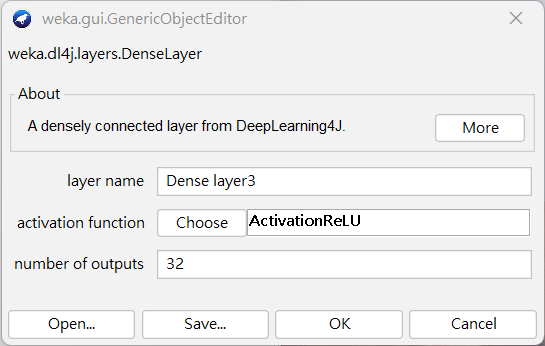 weka.gui.GenericObjectEditor
weka.dl4j.layers.DenseLayer
About
A densely connected layer from DeepLearning4J.
More
layer name Dense layer3
activation function Choose ActivationReLU
number of outputs 32
Open... Save... OK Cancel